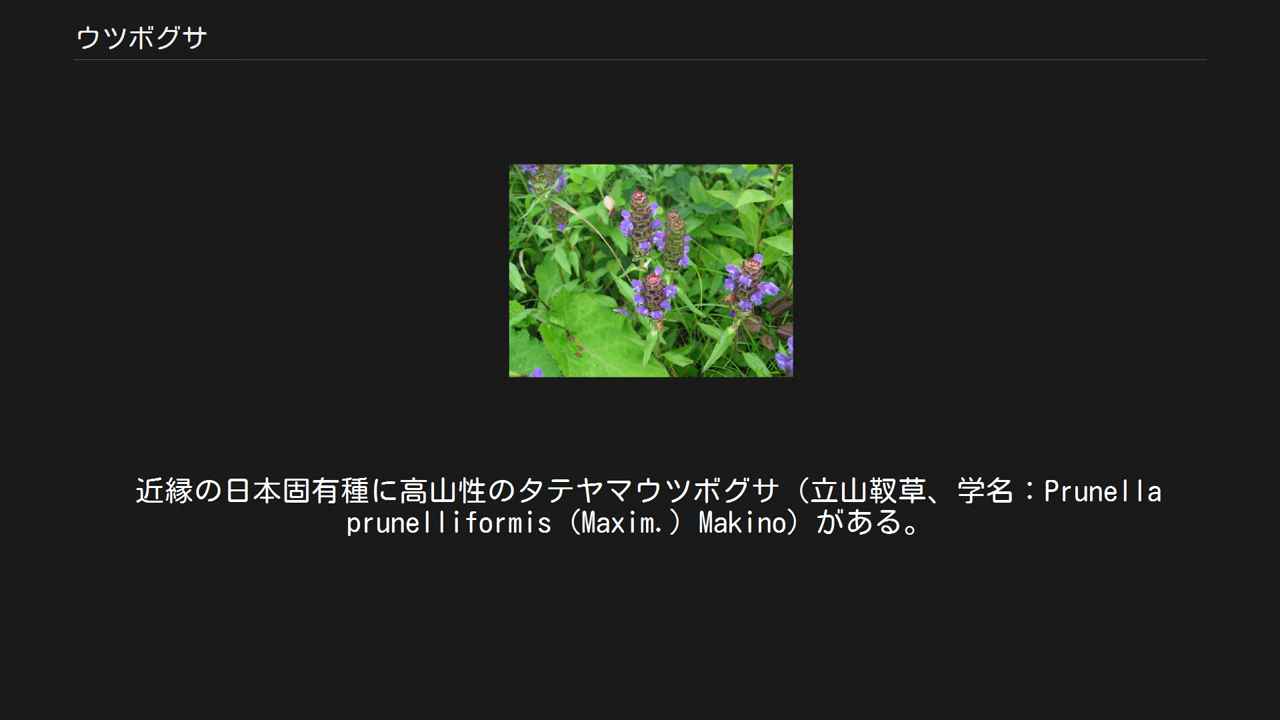 ウツボグサ
近縁の日本固有種に高山性のタテヤマウツボグサ（立山靫草、学名：Prunella
prunelliformis（Maxim.）Makino）がある。